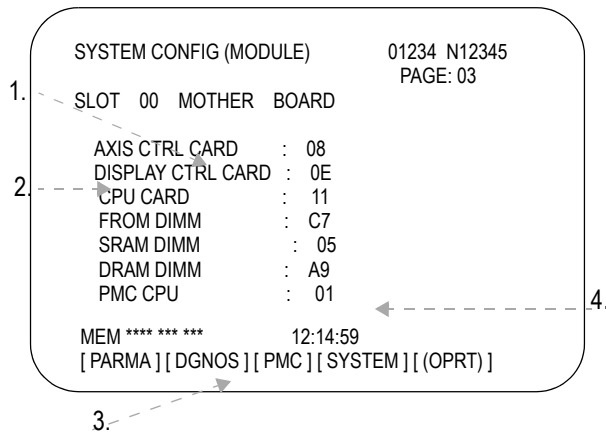 SYSTEM CONFIG (MODULE) 01234 N12345
PAGE: 03
1.
SLOT 00 MOTHER BOARD
AXIS CTRL CARD : 08
DISPLAY CTRL CARD : 0E
2.
CPU CARD : 11
FROM DIMM : C7
SRAM DIMM : 05
DRAM DIMM : A9
PMC CPU : 01
4.
MEM **** *** *** 12:14:59
[ PARMA ] [ DGNOS ] [ PMC ] [ SYSTEM ] [ (OPRT) ]
3.